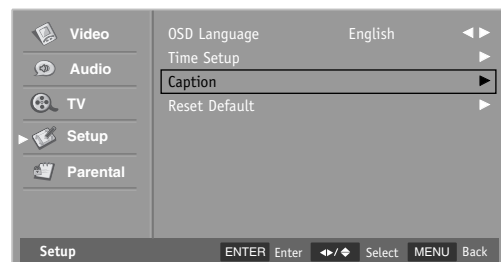 Video
Audio
TV
Setup
Parental
OSD Language English
Time Setup
Caption
Reset Default
Setup ENTER Enter / Select MENU Back